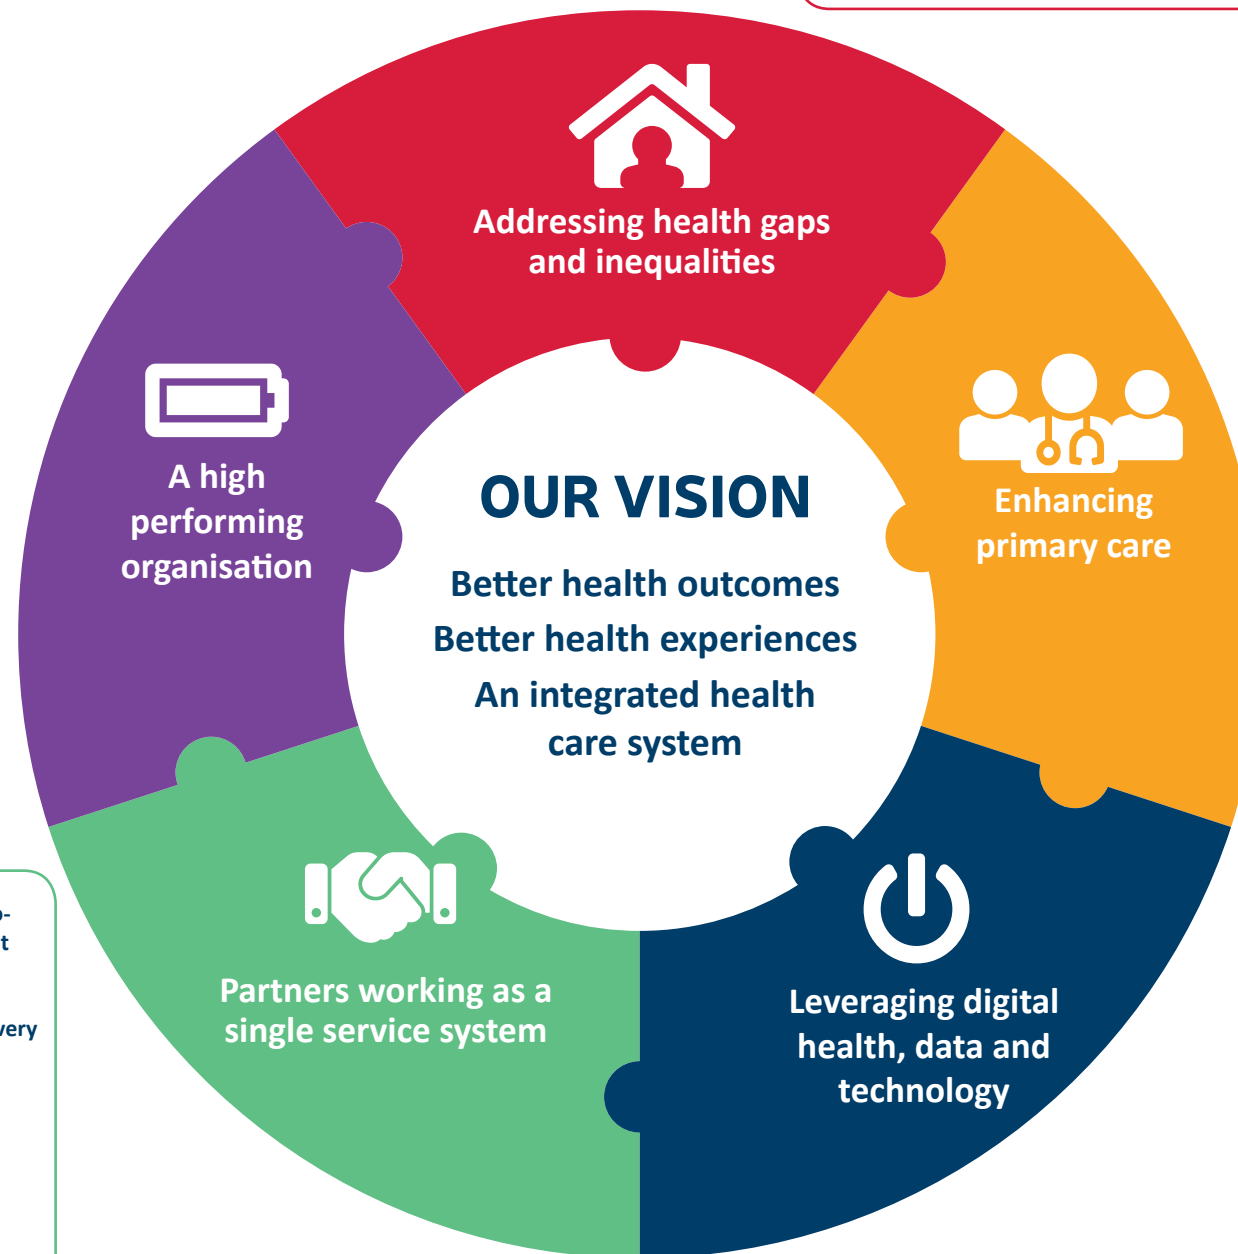 Addressing health gaps
and inequalities
A high
performing
organisation
Enhancing
primary care
OUR VISION
Better health outcomes
Better health experiences
An integrated health
care system
Partners working as a
single service system
Leveraging digital
health, data and
technology